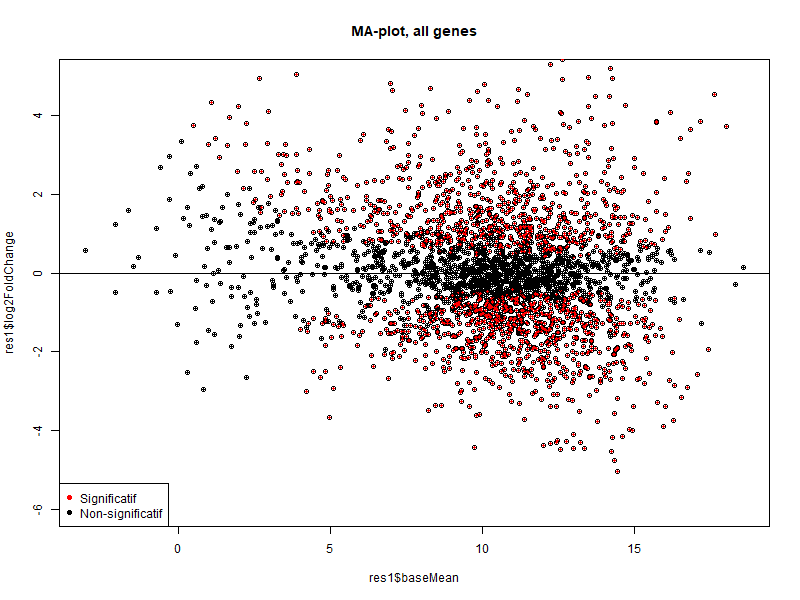 MA-plot, all genes
res1$log2FoldChange
4
2
0
-2
-4
-6
Significatif
Non-significatif
0 5 10 15
res1$baseMean